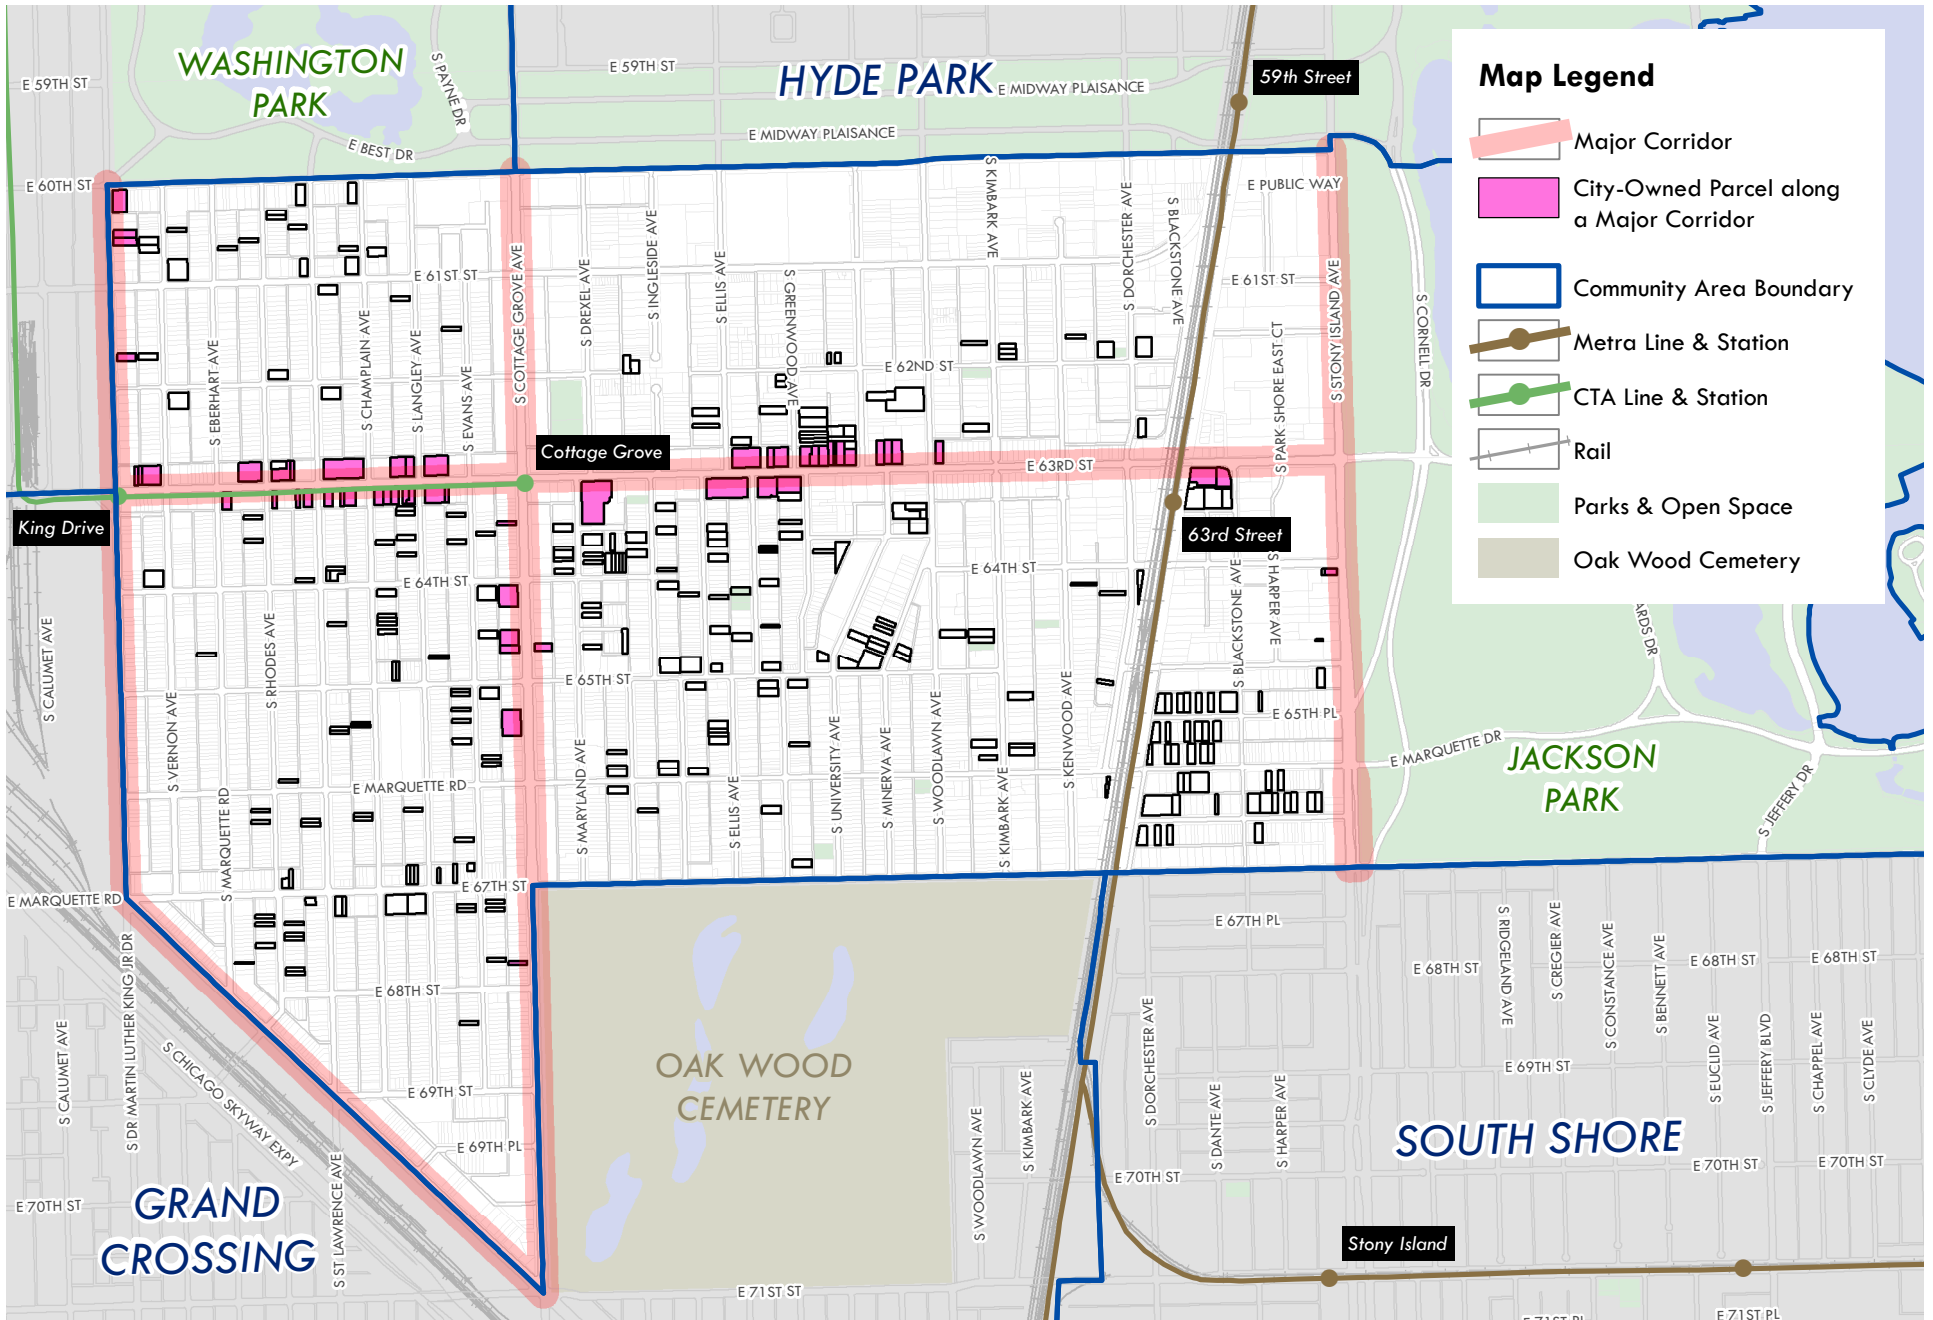 WASHINGTON
PARK
S PAYNE DR
E 59TH ST
E 59TH ST
HYDE PARK
E MIDWAY PLAISANCE
E MIDWAY PLAISANCE
59th Street
E BEST DR
E 60TH ST
Map Legend
Major Corridor
City-Owned Parcel along
a Major Corridor
Community Area Boundary
Metra Line & Station
CTA Line & Station
Rail
Parks & Open Space
Oak Wood Cemetery
S KIMBARK AVE
S DORCHESTER AVE
S BLACKSTONE AVE
E PUBLIC WAY
E 61ST ST
E 61ST ST
S COTTAGE GROVE AVE
S DREXEL AVE
S INGLESIDE AVE
S ELLIS AVE
S GREENWOOD AVE
S STONY ISLAND AVE
S CORNELL DR
S PARK SHORE EAST CT
S EBERHART AVE
S CHAMPLAIN AVE
S LANGLEY AVE
S EVANS AVE
E 62ND ST
Cottage Grove
E 63RD ST
King Drive
63rd Street
E 64TH ST
E 64TH ST
S BLACKSTONE AVE
S HARPER AVE
ARDS DR
S CALUMET AVE
S RHODES AVE
S VERNON AVE
E 65TH ST
E 65TH PL
S KENWOOD AVE
S WOODLAWN AVE
S UNIVERSITY AVE
S MINERVA AVE
S MARYLAND AVE
S ELLIS AVE
S KIMBARK AVE
E MARQUETTE DR
JACKSON
PARK
S JEFFERY DR
E MARQUETTE RD
S MARQUETTE RD
E 67TH ST
E MARQUETTE RD
E 67TH PL
S DR MARTIN LUTHER KING JR DR
S RIDGELAND AVE
S CREGIER AVE
S CONSTANCE AVE
S BENNETT AVE
E 68TH ST
E 68TH ST
E 68TH ST
E 68TH ST
S CALUMET AVE
S CHICAGO SKYWAY EXPY
OAK WOOD
CEMETERY
S DORCHESTER AVE
S EUCLID AVE
S JEFFERY BLVD
S CHAPPEL AVE
S CLYDE AVE
E 69TH ST
E 69TH ST
S KIMBARK AVE
S WOODLAWN AVE
S DANTE AVE
S HARPER AVE
SOUTH SHORE
E 69TH PL
S ST LAWRENCE AVE
E 70TH ST
E 70TH ST
E 70TH ST
E 70TH ST
GRAND
CROSSING
Stony Island
E 71ST ST
E 71ST PL
E 71ST PL